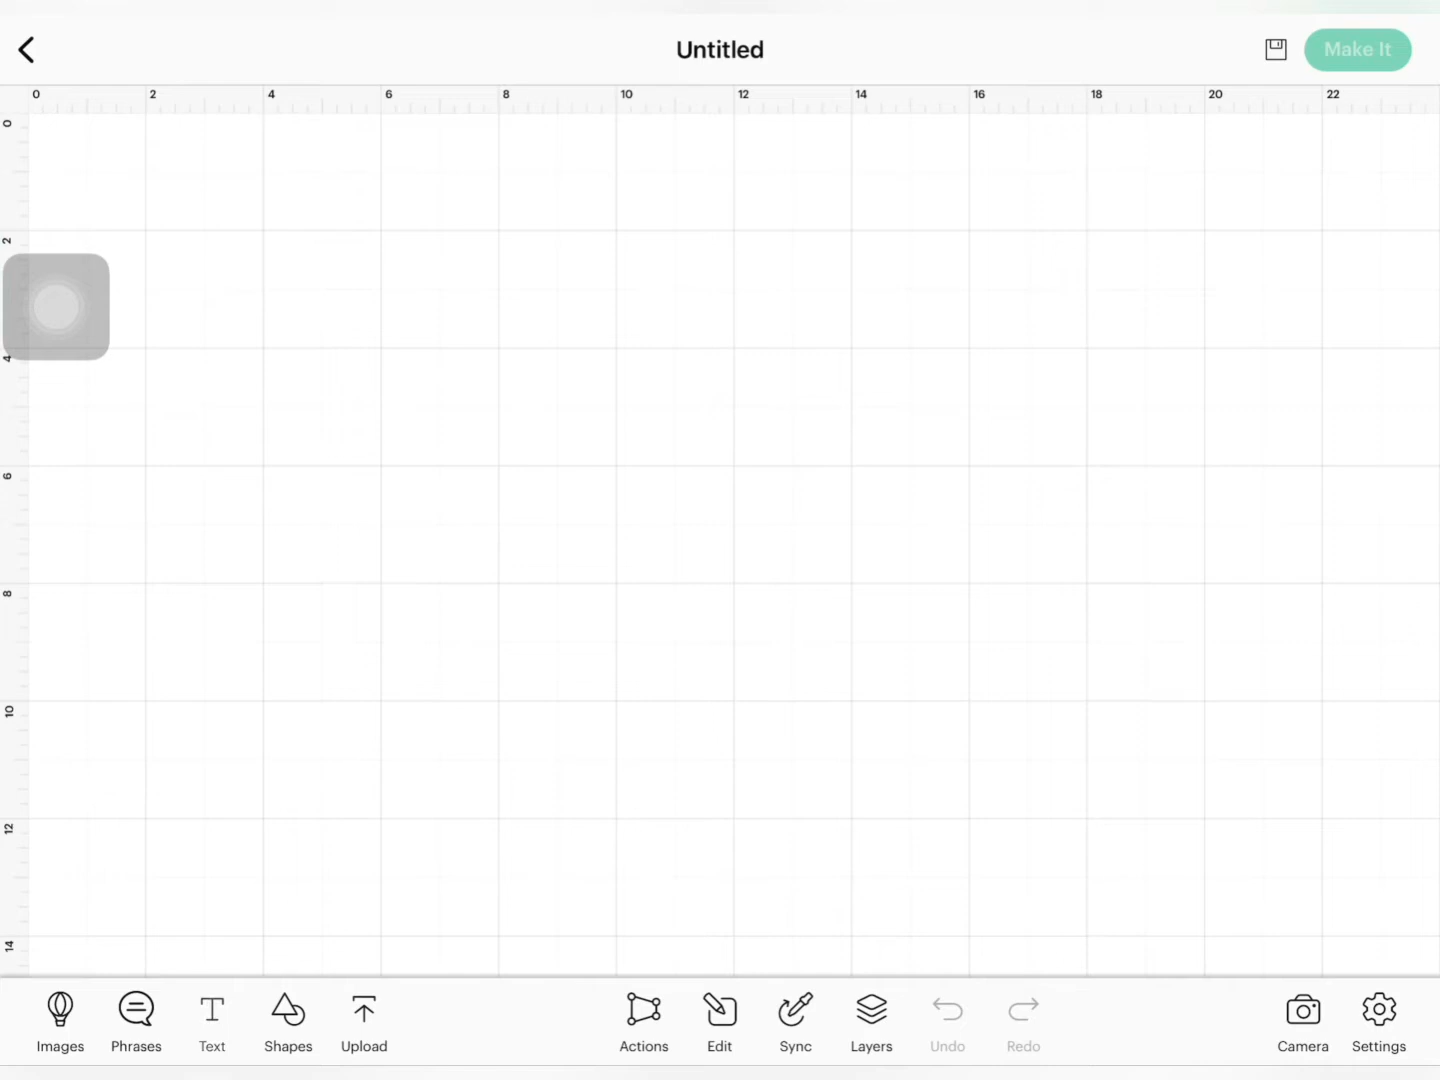 Untitled
Make It
0 2 4 6 8 10 12 14 16 18 20 22
0
2
4
6
8
10
12
14
Images Phrases Text Shapes Upload Actions Edit Sync Layers Undo Redo Camera Settings